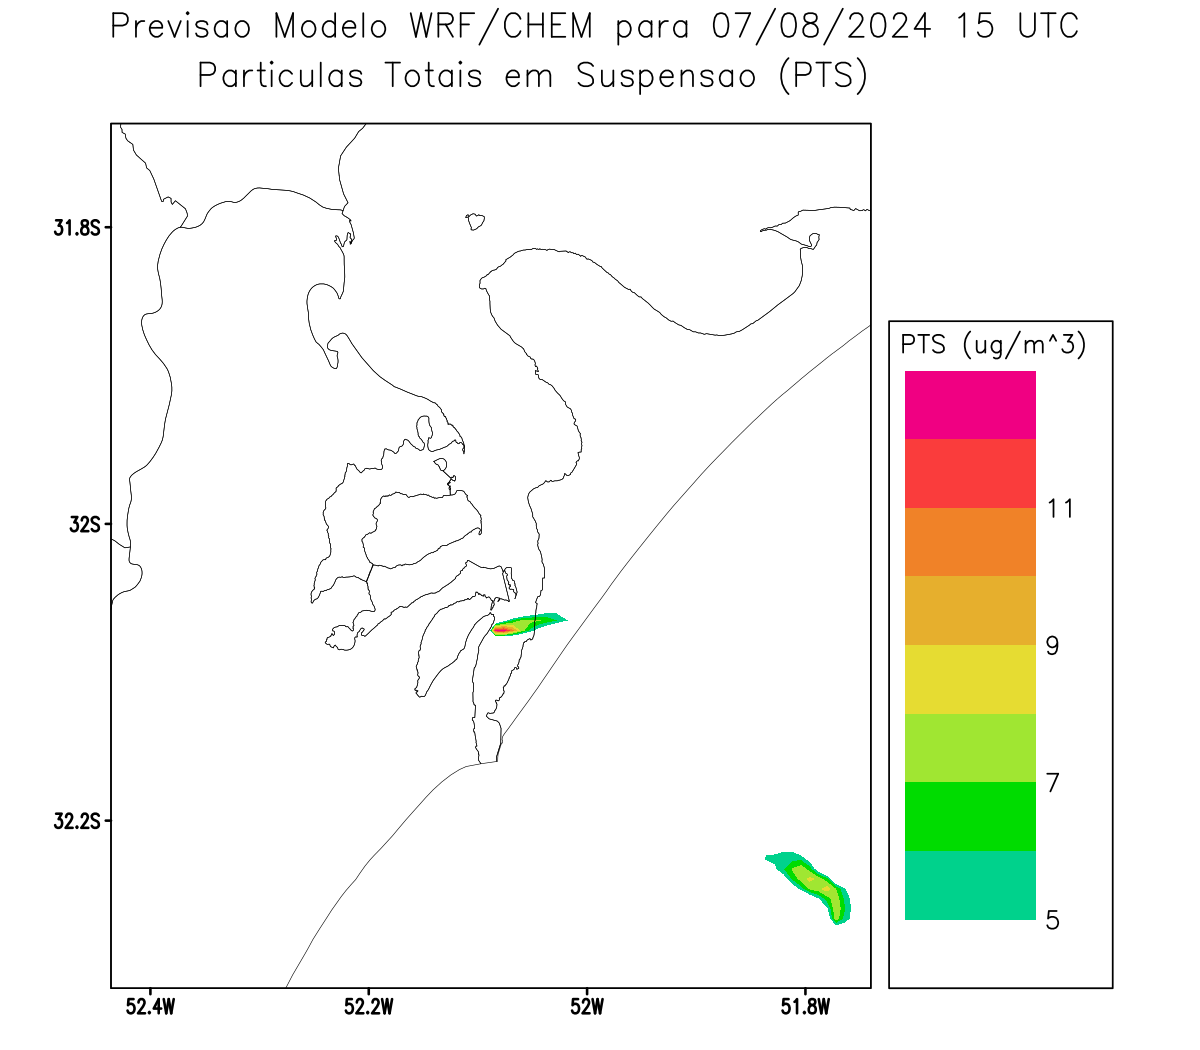 Previsao Modelo WRF/CHEM para 07/08/2024 15 UTC
Particulas Totais em Suspensao (PTS)
31.8S
32S
32.2S
52.4W
52.2W
52W
51.8W
PTS (ug/m^3)
11
9
7
5